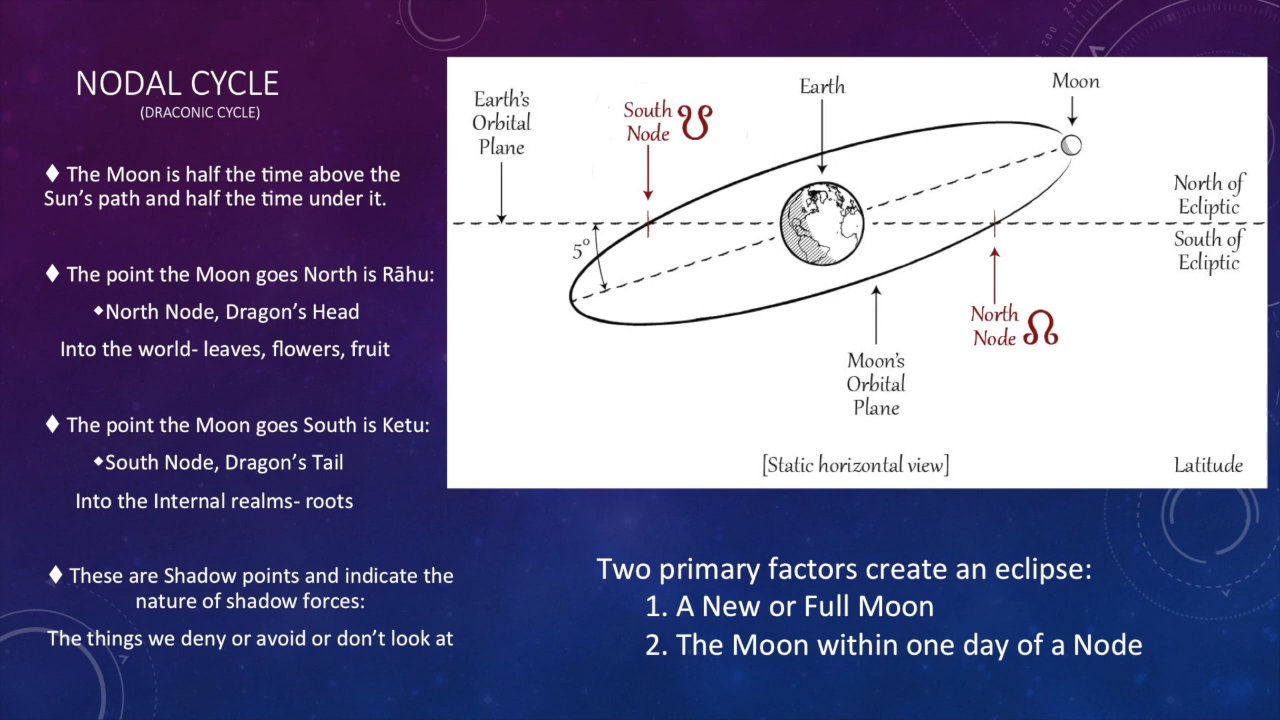 NODAL CYCLE
(DRACONIC CYCLE)
♦ The Moon is half the time above the
Sun's path and half the time under it.
♦ The point the Moon goes North is Rāhu:
♦North Node, Dragon's Head
Into the world- leaves, flowers, fruit
♦ The point the Moon goes South is Ketu:
♦South Node, Dragon's Tail
Into the Internal realms- roots
♦ These are Shadow points and indicate the
nature of shadow forces:
The things we deny or avoid or don't look at
Earth's
Orbital
Plane
South
Node ☋
Earth
Moon
North of
Ecliptic
South of
Ecliptic
5°
North
Node ☊
Moon's
Orbital
Plane
[Static horizontal view]
Latitude
Two primary factors create an eclipse:
1. A New or Full Moon
2. The Moon within one day of a Node
200